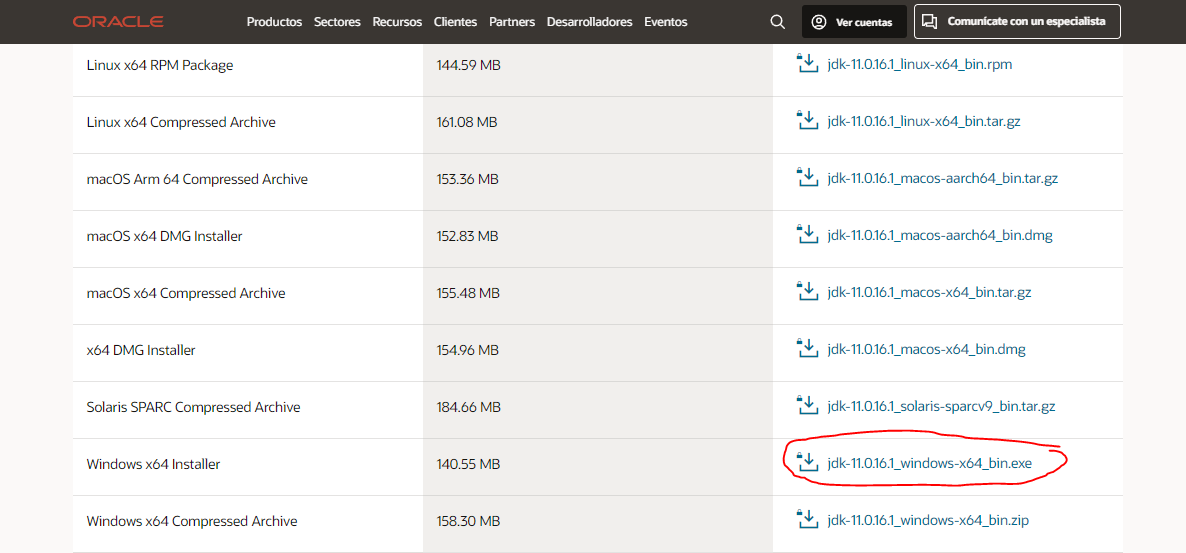 ORACLE Productos Sectores Recursos Clientes Partners Desarrolladores Eventos Ver cuentas Comunícate con un especialista
Linux x64 RPM Package 144.59 MB jdk-11.0.16.1_linux-x64_bin.rpm
Linux x64 Compressed Archive 161.08 MB jdk-11.0.16.1_linux-x64_bin.tar.gz
macOS Arm 64 Compressed Archive 153.36 MB jdk-11.0.16.1_macos-aarch64_bin.tar.gz
macOS x64 DMG Installer 152.83 MB jdk-11.0.16.1_macos-aarch64_bin.dmg
macOS x64 Compressed Archive 155.48 MB jdk-11.0.16.1_macos-x64_bin.tar.gz
x64 DMG Installer 154.96 MB jdk-11.0.16.1_macos-x64_bin.dmg
Solaris SPARC Compressed Archive 184.66 MB jdk-11.0.16.1_solaris-sparcv9_bin.tar.gz
Windows x64 Installer 140.55 MB jdk-11.0.16.1_windows-x64_bin.exe
Windows x64 Compressed Archive 158.30 MB jdk-11.0.16.1_windows-x64_bin.zip